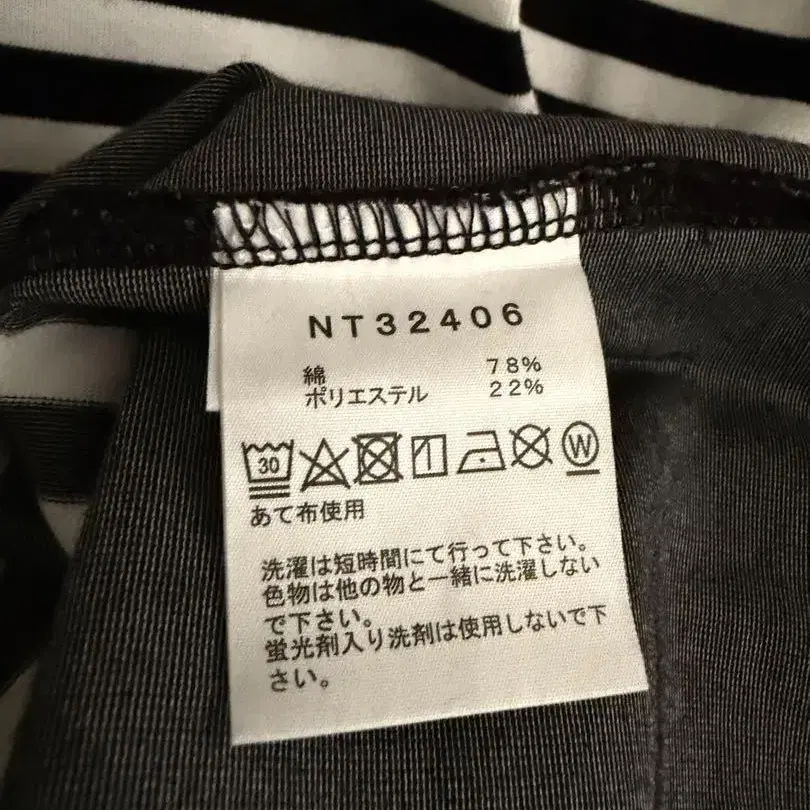 NT32406
綿 78%
ポリエステル 22%
30 W
あて布使用
洗濯は短時間にて行って下さい。
色物は他の物と一緒に洗濯しない
で下さい。
蛍光剤入り洗剤は使用しないで下
さい。